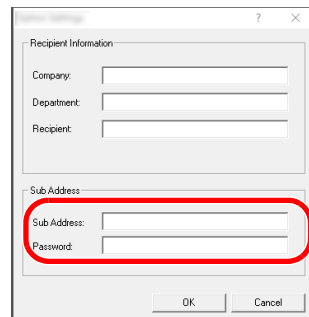 ?
Recipient Information
Company:
Department:
Recipient:
Sub Address
Sub Address:
Password:
OK Cancel